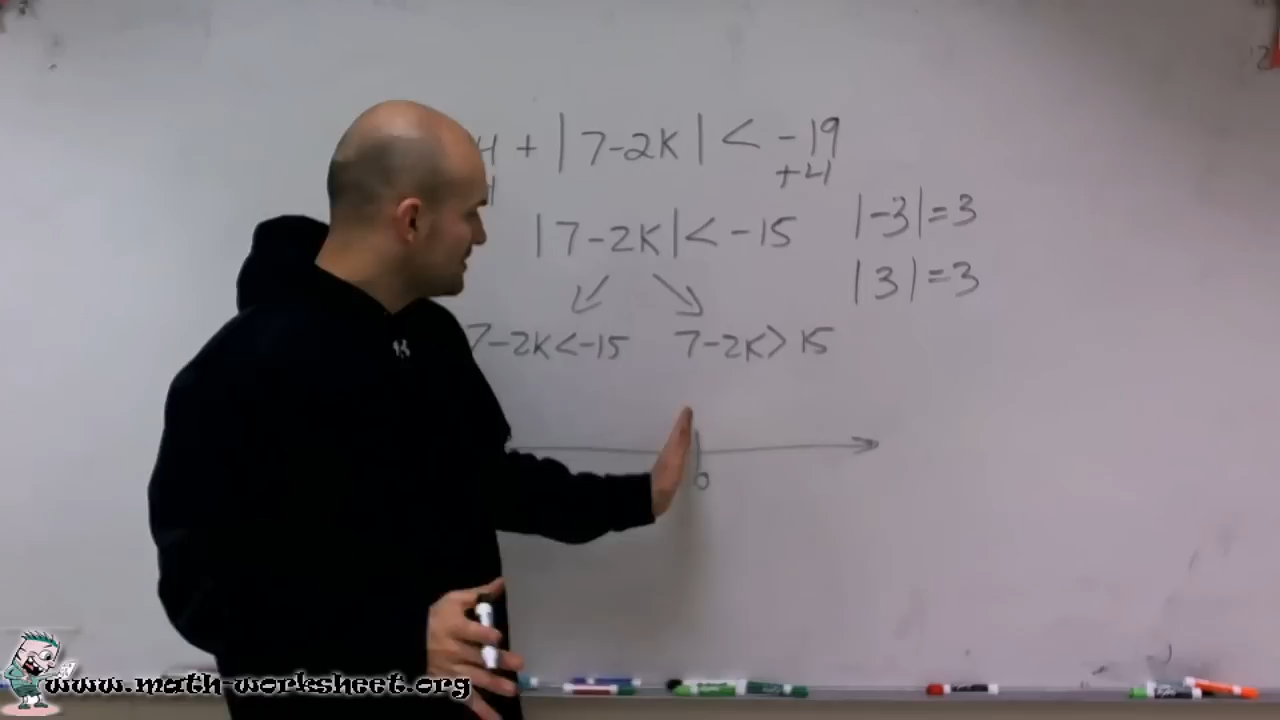 4 + | 7-2K | < -19
+4
| 7-2K | < -15
|-3|=3
|3|=3
7-2K<-15 7-2K> 15
0
www.math-worksheet.org